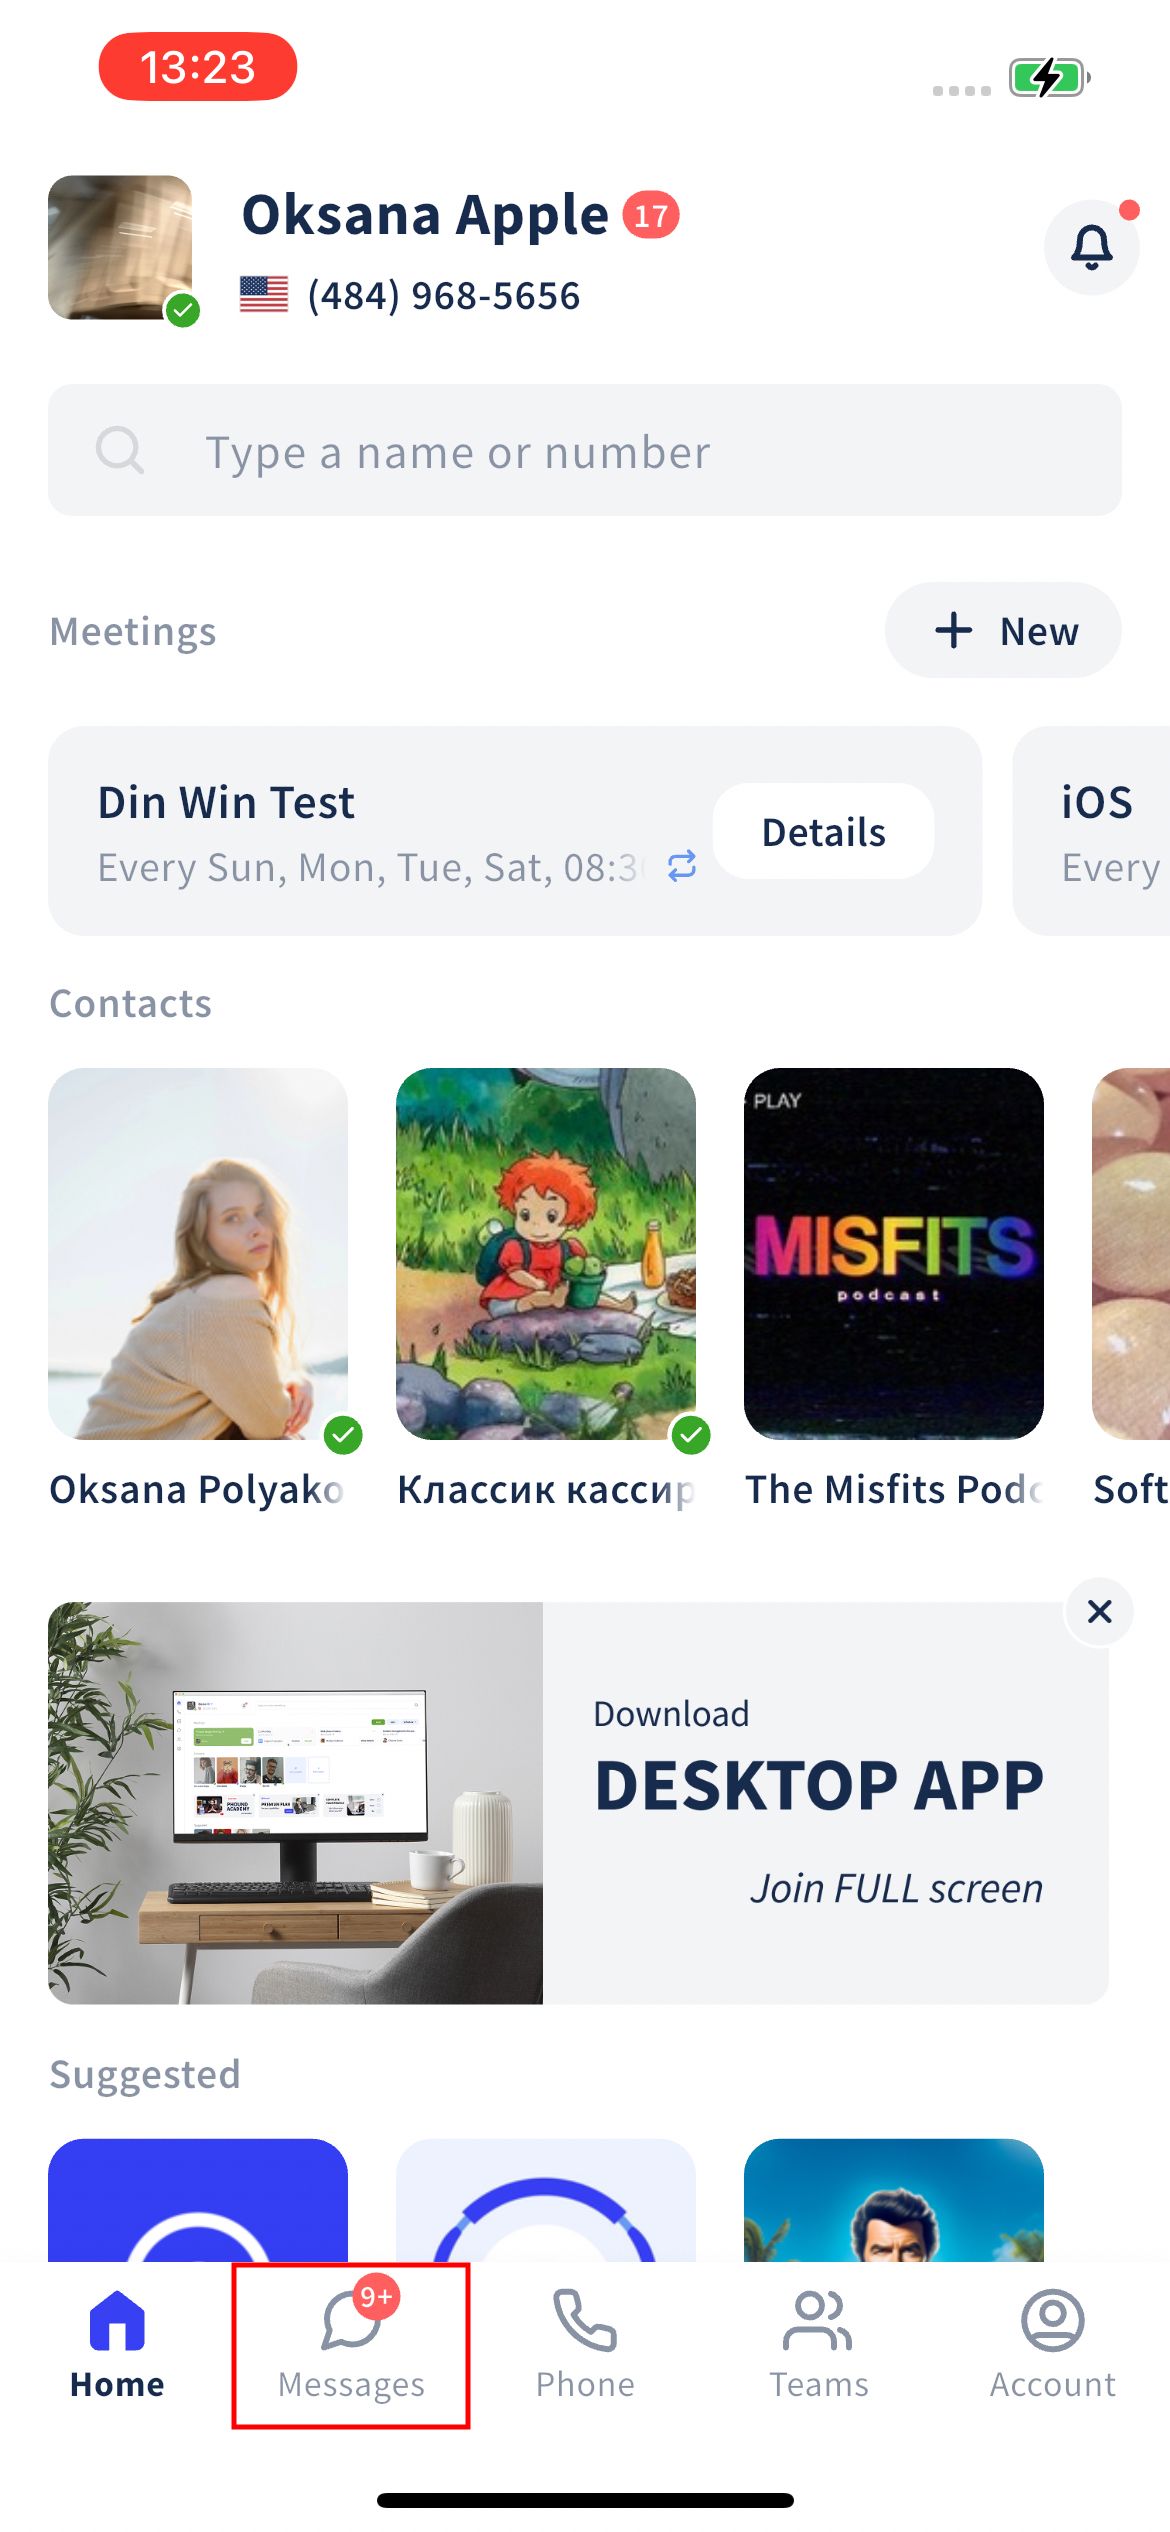 13:23
Oksana Apple 17
(484) 968-5656
Type a name or number
Meetings
New
Din Win Test
Every Sun, Mon, Tue, Sat, 08:3
Details
iOS
Every
Contacts
PLAY
MISFITS
podcast
Oksana Polyako
Классик кассир
The Misfits Podc
Soft
Download
DESKTOP APP
Join FULL screen
Suggested
9+
Home
Messages
Phone
Teams
Account